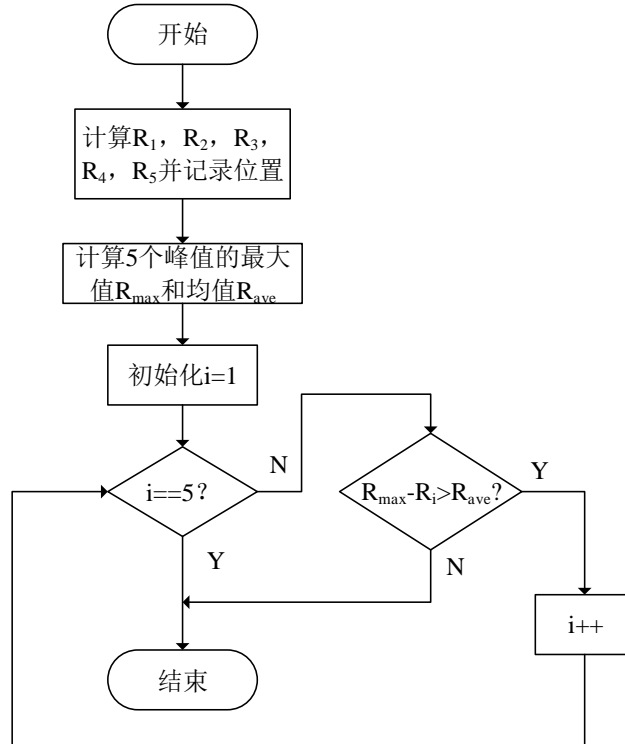 开始
计算R₁，R₂，R₃，
R₄，R₅并记录位置
计算5个峰值的最大
值Rₘₐₓ和均值Rₐᵥₑ
初始化i=1
i==5？
N
Y
Rₘₐₓ-Rᵢ>Rₐᵥₑ?
Y
N
i++
结束